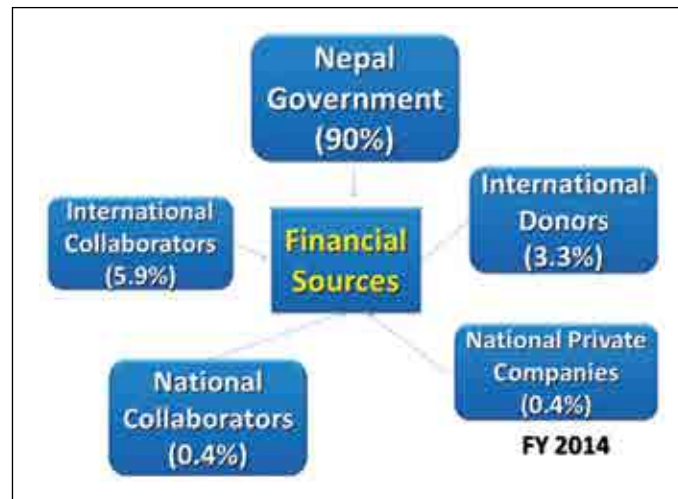 Nepal
Government
(90%)
International
Collaborators
(5.9%)
Financial
Sources
International
Donors
(3.3%)
National
Collaborators
(0.4%)
National Private
Companies
(0.4%)
FY 2014